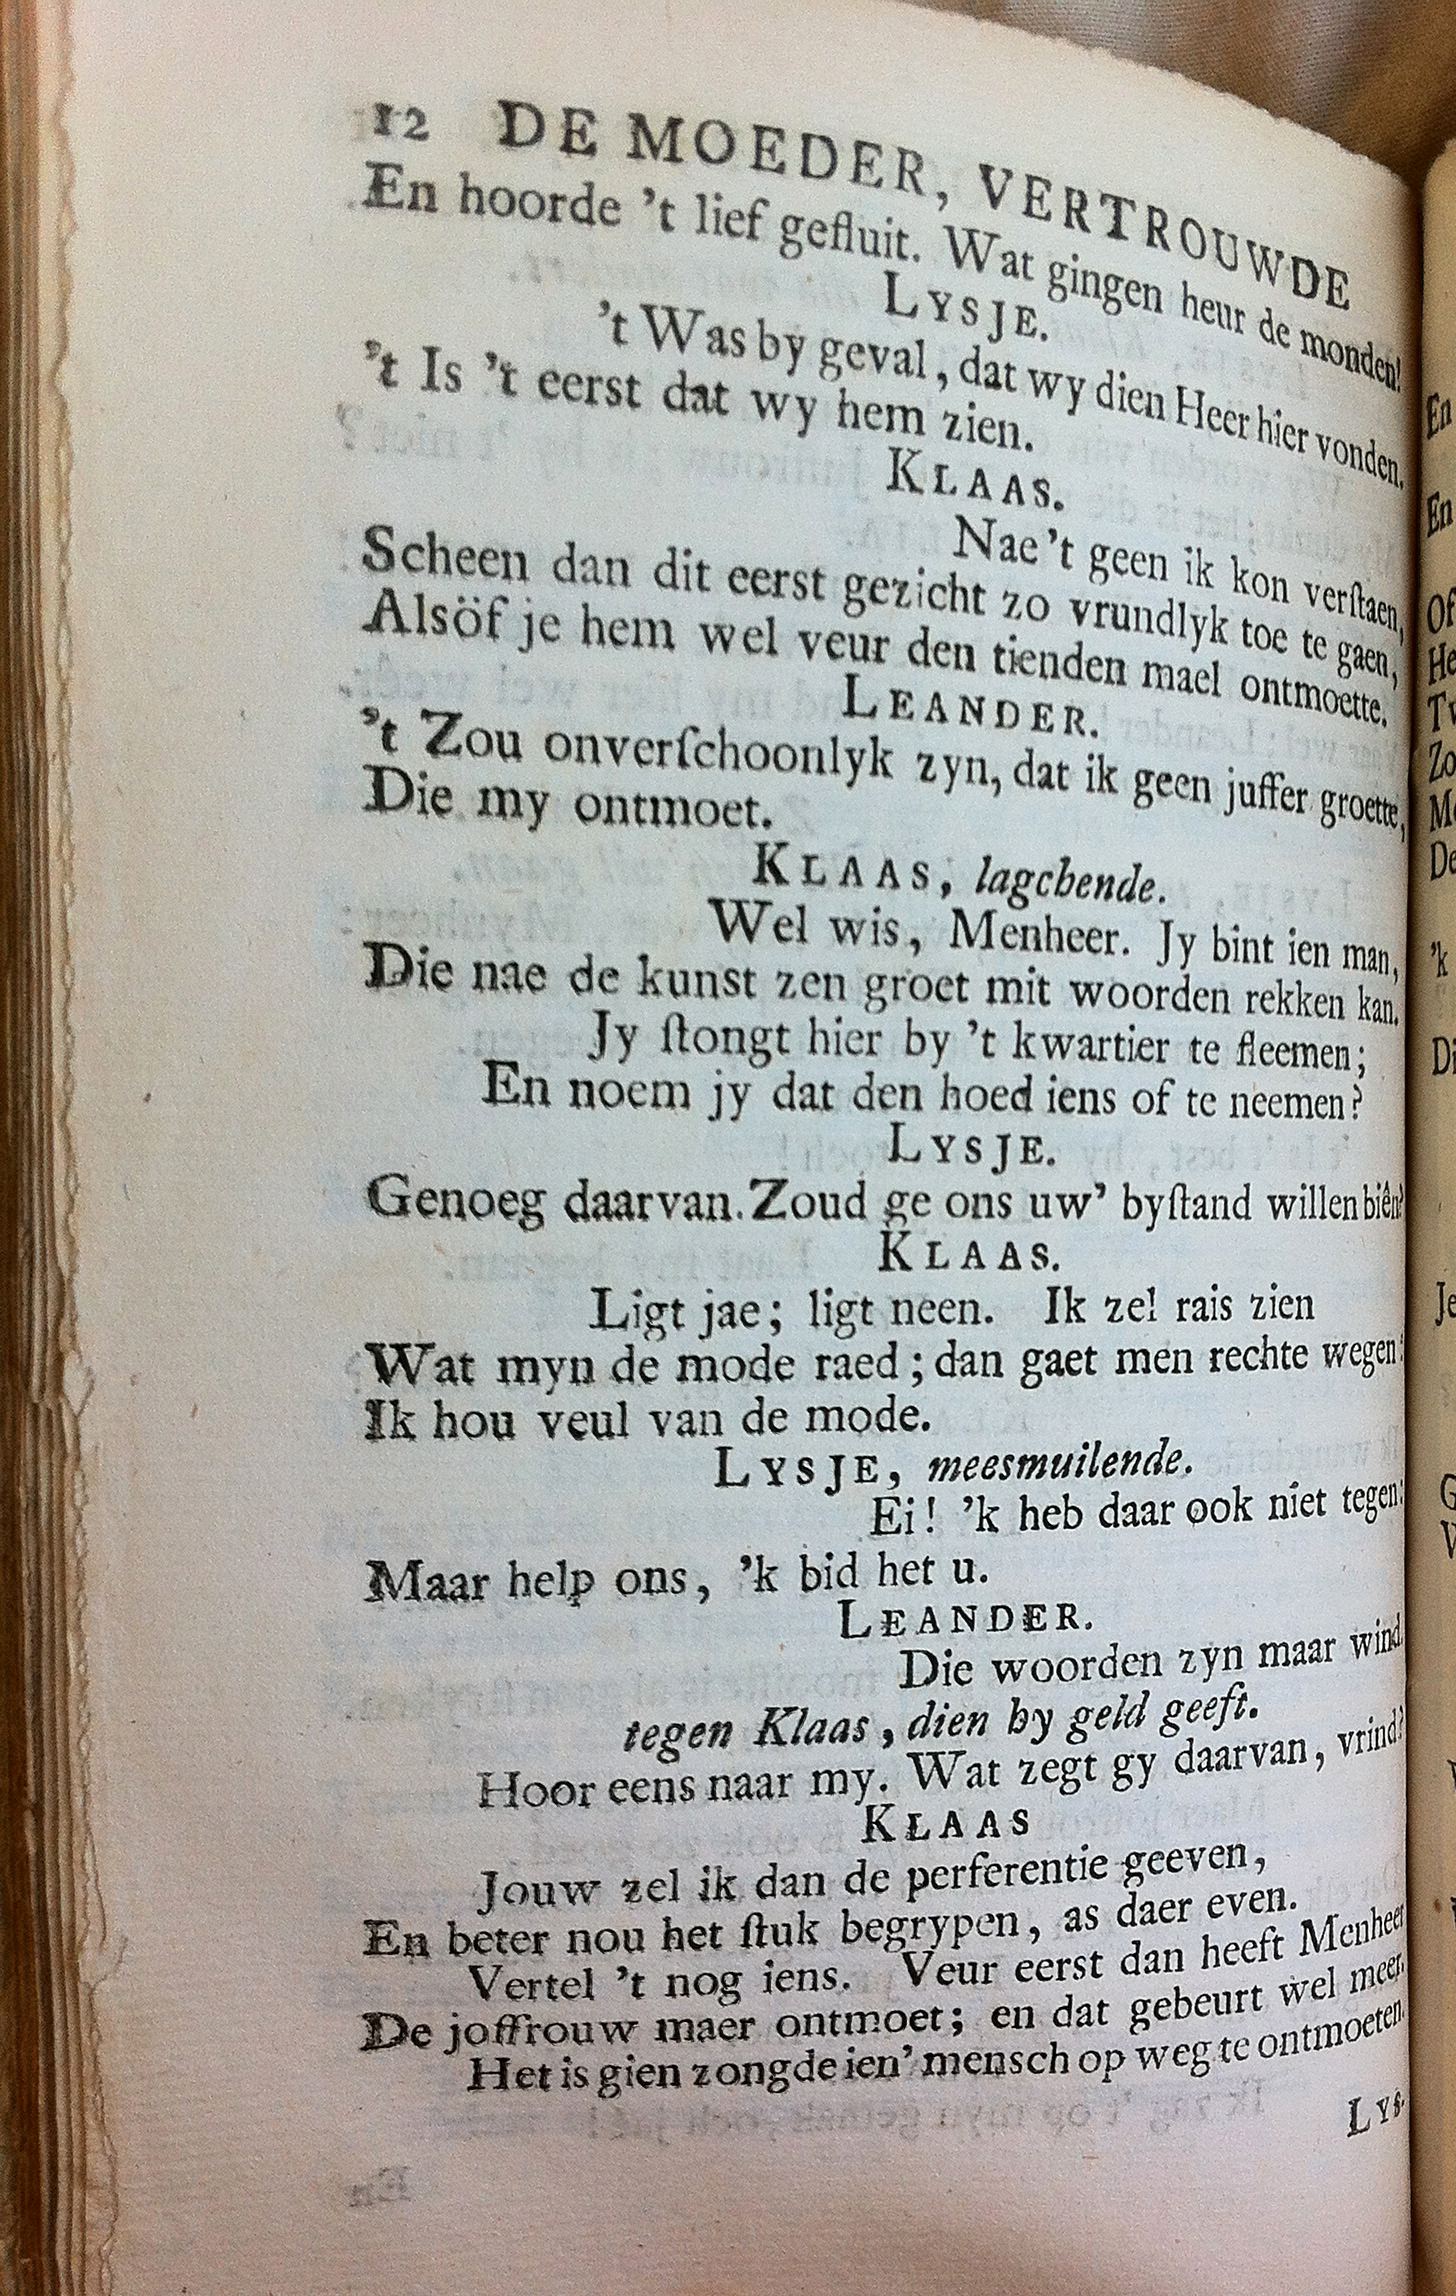 12 DE MOEDER, VERTROUWDE
En hoorde 't lief gefluit. Wat gingen heur de monden!
LYSJE.
't Was by geval, dat wy dien Heer hier vonden.
't Is 't eerst dat wy hem zien.
KLAAS.
Nae 't geen ik kon verſtaen,
Scheen dan dit eerst gezicht zo vrundlyk toe te gaen,
Alsöf je hem wel veur den tienden mael ontmoette.
LEANDER.
't Zou onverſchoonlyk zyn, dat ik geen juffer groette,
Die my ontmoet.
KLAAS, lagchende.
Wel wis, Menheer. Jy bint ien man,
Die nae de kunst zen groet mit woorden rekken kan.
Jy ſtongt hier by 't kwartier te fleemen;
En noem jy dat den hoed iens of te neemen?
LYSJE.
Genoeg daarvan. Zoud ge ons uw' byſtand willen biên?
KLAAS.
Ligt jae; ligt neen. Ik zel rais zien
Wat myn de mode raed; dan gaet men rechte wegen:
Ik hou veul van de mode.
LYSJE, meesmuilende.
Ei! 'k heb daar ook niet tegen:
Maar help ons, 'k bid het u.
LEANDER.
Die woorden zyn maar wind
tegen Klaas, dien hy geld geeft.
Hoor eens naar my. Wat zegt gy daarvan, vrind?
KLAAS
Jouw zel ik dan de perferentie geeven,
En beter nou het ſtuk begrypen, as daer even.
Vertel 't nog iens. Veur eerst dan heeft Menheer
De joffrouw maer ontmoet; en dat gebeurt wel meer.
Het is gien zongde ien' mensch op weg te ontmoeten.
LYS-
En
En
Of
He
Tw
Zo
Me
De
'k
Di
Je
G